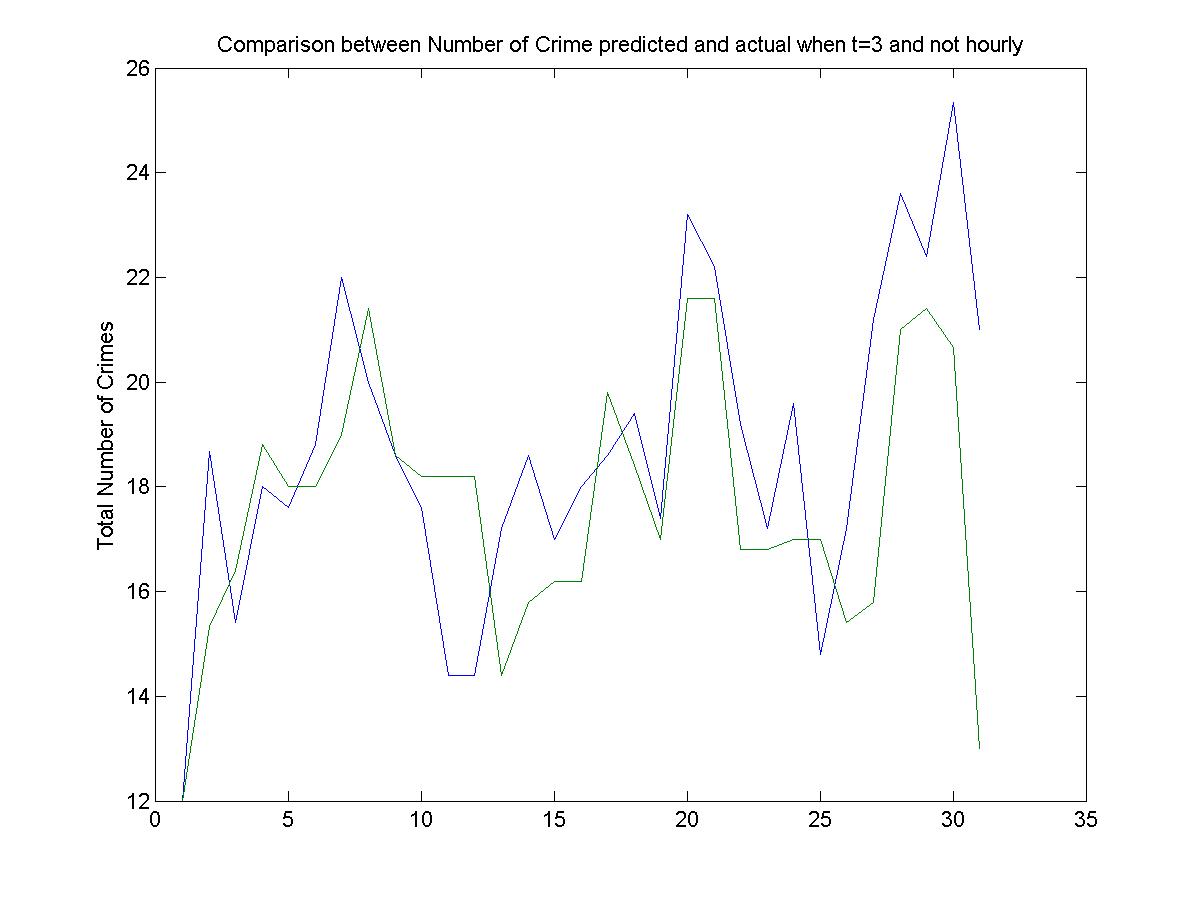 Comparison between Number of Crime predicted and actual when t=3 and not hourly
26
24
22
20
18
16
14
12
Total Number of Crimes
0 5 10 15 20 25 30 35